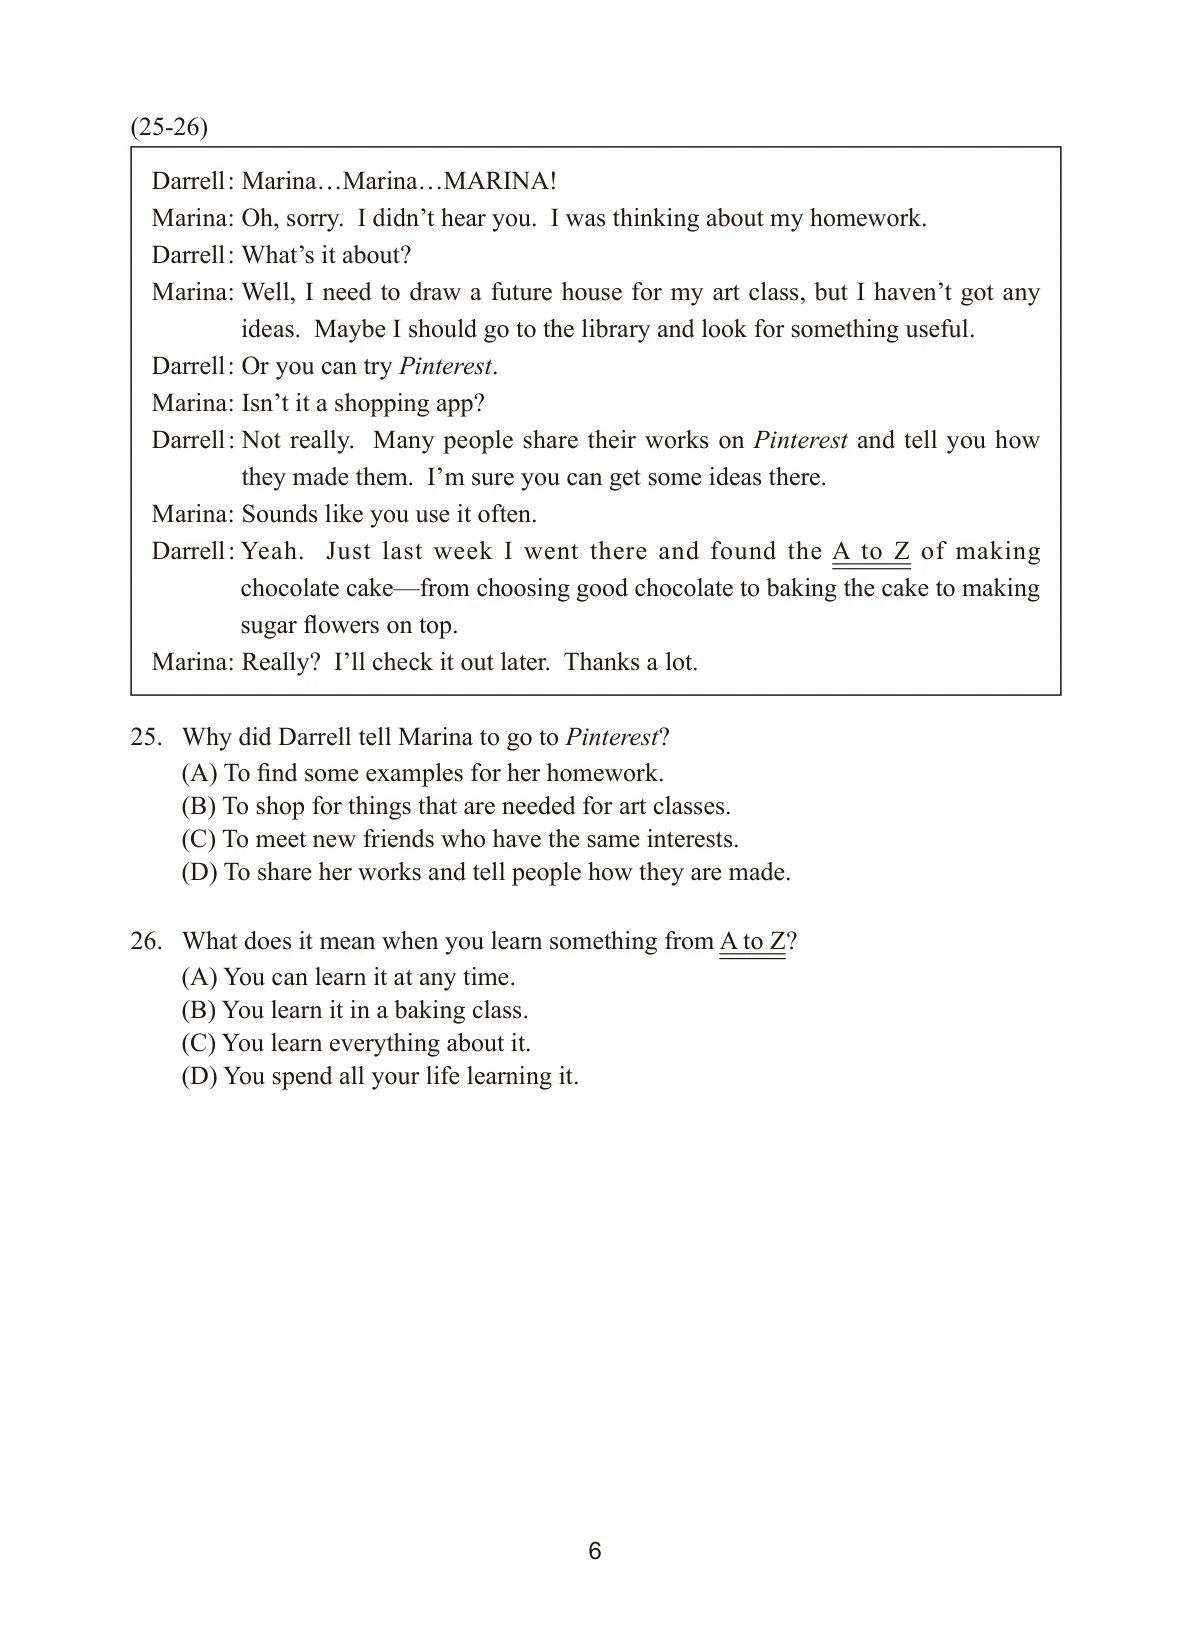 (25-26)
Darrell: Marina…Marina…MARINA!
Marina: Oh, sorry.  I didn’t hear you.  I was thinking about my homework.
Darrell: What’s it about?
Marina: Well, I need to draw a future house for my art class, but I haven’t got any
ideas.  Maybe I should go to the library and look for something useful.
Darrell: Or you can try Pinterest.
Marina: Isn’t it a shopping app?
Darrell: Not really.  Many people share their works on Pinterest and tell you how
they made them.  I’m sure you can get some ideas there.
Marina: Sounds like you use it often.
Darrell: Yeah.  Just last week I went there and found the A to Z of making
chocolate cake—from choosing good chocolate to baking the cake to making
sugar flowers on top.
Marina: Really?  I’ll check it out later.  Thanks a lot.
25. Why did Darrell tell Marina to go to Pinterest?
(A) To find some examples for her homework.
(B) To shop for things that are needed for art classes.
(C) To meet new friends who have the same interests.
(D) To share her works and tell people how they are made.
26. What does it mean when you learn something from A to Z?
(A) You can learn it at any time.
(B) You learn it in a baking class.
(C) You learn everything about it.
(D) You spend all your life learning it.
6